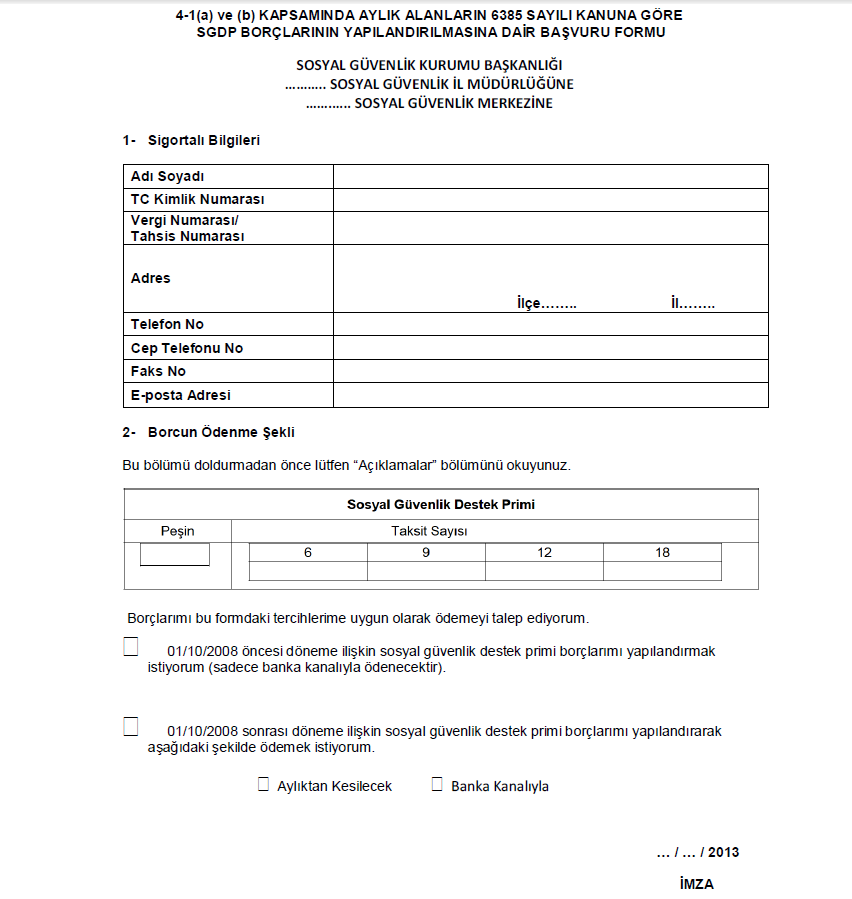 4-1(a) ve (b) KAPSAMINDA AYLIK ALANLARIN 6385 SAYILI KANUNA GÖRE
SGDP BORÇLARININ YAPILANDIRILMASINA DAİR BAŞVURU FORMU
SOSYAL GÜVENLİK KURUMU BAŞKANLIĞI
……….. SOSYAL GÜVENLİK İL MÜDÜRLÜĞÜNE
………... SOSYAL GÜVENLİK MERKEZİNE
1- Sigortalı Bilgileri
Adı Soyadı
TC Kimlik Numarası
Vergi Numarası/
Tahsis Numarası
Adres
İlçe…….. İl……..
Telefon No
Cep Telefonu No
Faks No
E-posta Adresi
2- Borcun Ödenme Şekli
Bu bölümü doldurmadan önce lütfen “Açıklamalar” bölümünü okuyunuz.
Sosyal Güvenlik Destek Primi
Peşin Taksit Sayısı
6 9 12 18
Borçlarımı bu formdaki tercihlerime uygun olarak ödemeyi talep ediyorum.
01/10/2008 öncesi döneme ilişkin sosyal güvenlik destek primi borçlarımı yapılandırmak
istiyorum (sadece banka kanalıyla ödenecektir).
01/10/2008 sonrası döneme ilişkin sosyal güvenlik destek primi borçlarımı yapılandırarak
aşağıdaki şekilde ödemek istiyorum.
Aylıktan Kesilecek Banka Kanalıyla
… / … / 2013
İMZA